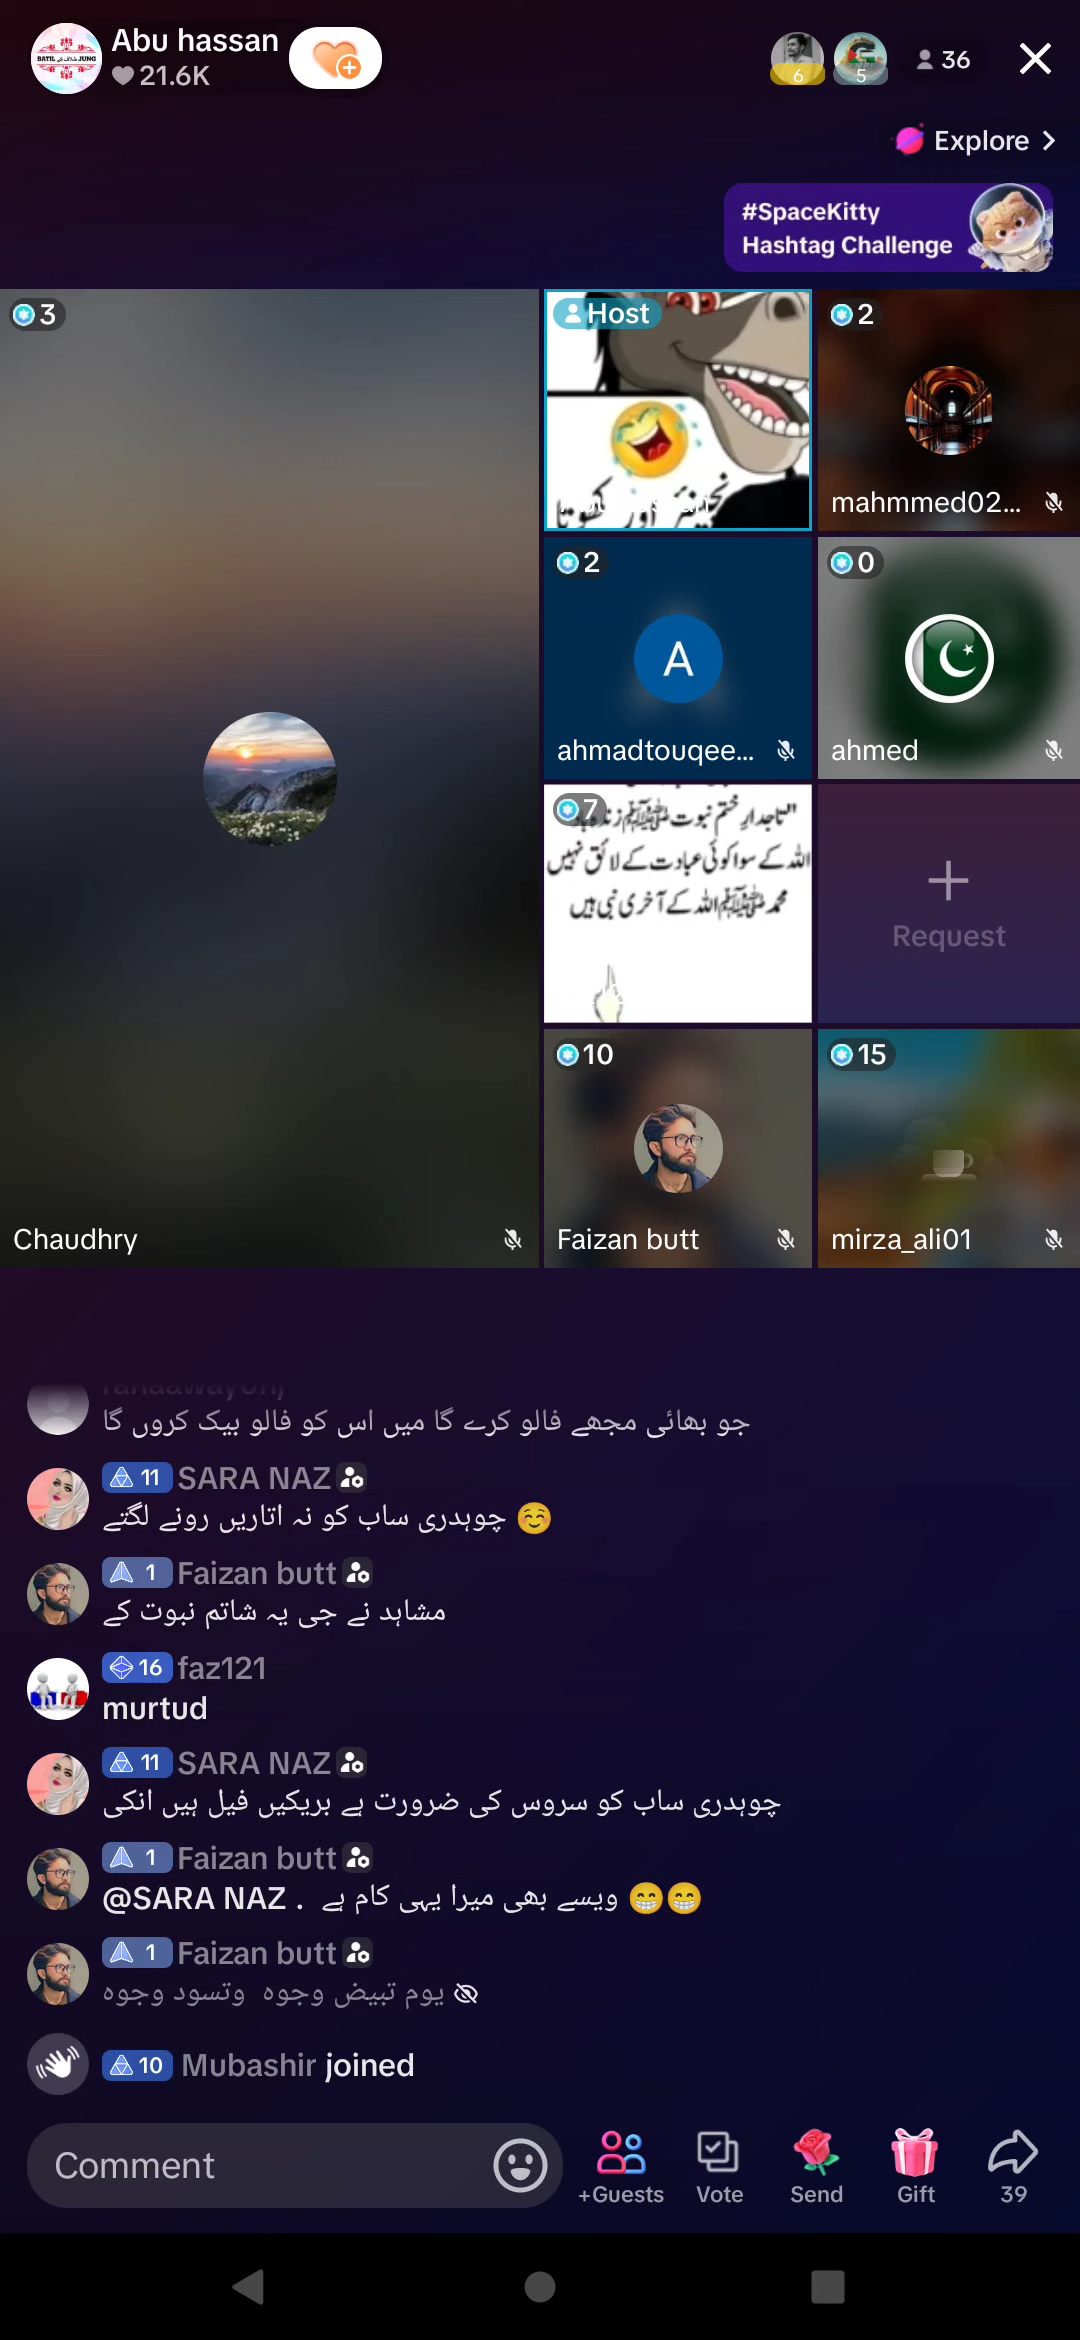 Abu hassan
21.6K
6
5
36
Explore
#SpaceKitty
Hashtag Challenge
3
Host
2
mahmmed02...
2
A
ahmadtouqee...
0
ahmed
7
"تاجدارِ ختم نبوت ﷺ زندہ باد
اللہ کے سوا کوئی عبادت کے لائق نہیں
محمد ﷺ اللہ کے آخری نبی ہیں
Request
Chaudhry
10
Faizan butt
15
mirza_ali01
جو بھائی مجھے فالو کرے گا میں اس کو فالو بیک کروں گا
11 SARA NAZ
چوہدری ساب کو نہ اتاریں رونے لگتے ☺️
1 Faizan butt
مشاہد نے جی یہ شاتم نبوت کے
16 faz121
murtud
11 SARA NAZ
چوہدری ساب کو سروس کی ضرورت ہے بریکیں فیل ہیں انکی
1 Faizan butt
@SARA NAZ . ویسے بھی میرا یہی کام ہے 😁😁
1 Faizan butt
یوم تبیض وجوہ وتسود وجوہ
10 Mubashir joined
Comment
+Guests
Vote
Send
Gift
39